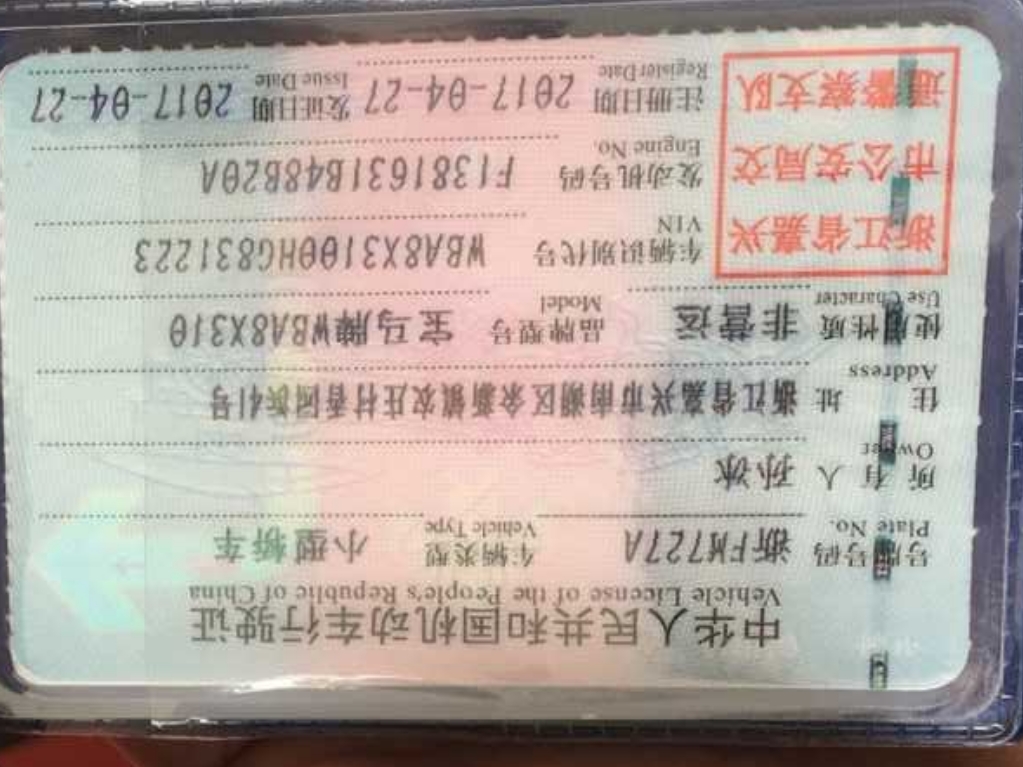 中华人民共和国机动车行驶证
Vehicle License of the People's Republic of China
号牌号码 浙FM727A 车辆类型 小型轿车
Plate No. Vehicle Type
所有人 孙冰
Owner
住址 浙江省嘉兴市南湖区余新镇农庄村香园新41号
Address
使用性质 非营运 品牌型号 宝马牌WBA8X310
Use Character Model
浙江省嘉兴
市公安局交
通警察支队
车辆识别代号 WBA8X3100HG831223
VIN
发动机号码 F1381631B48B20A
Engine No.
注册日期 2017-04-27 发证日期 2017-04-27
Register Date Issue Date